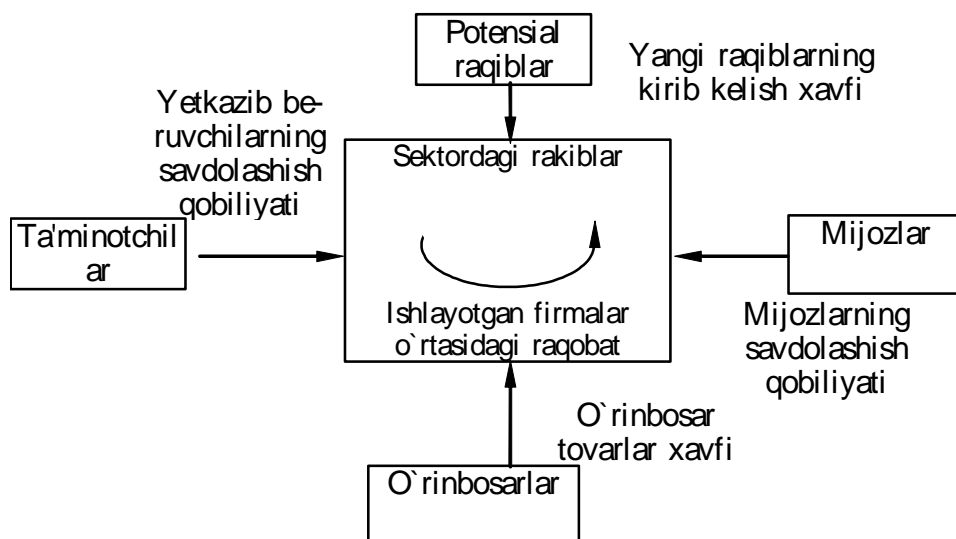 Potensial
raqiblar
Yangi raqiblarning
kirib kelish xavfi
Yetkazib be-
ruvchilarning
savdolashish
qobiliyati
Sektordagi rakiblar
Ta'minotchil
ar
Mijozlar
Ishlayotgan firmalar
o`rtasidagi raqobat
Mijozlarning
savdolashish
qobiliyati
O`rinbosar
tovarlar xavfi
O`rinbosarlar